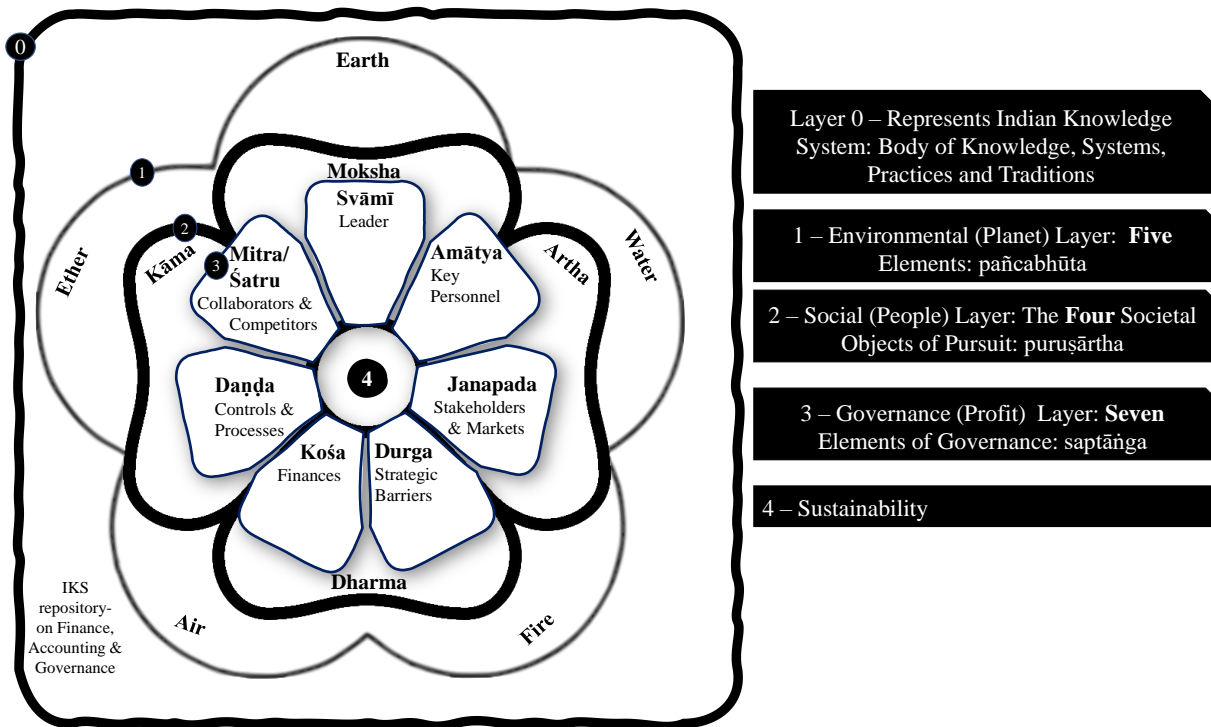 0
Earth
1
Ether
Water
2
Kāma
Moksha
Artha
3
Svāmī
Leader
Mitra/
Śatru
Collaborators &
Competitors
Amātya
Key
Personnel
4
Daṇḍa
Controls &
Processes
Janapada
Stakeholders
& Markets
Kośa
Finances
Durga
Strategic
Barriers
Dharma
Air
Fire
IKS
repository-
on Finance,
Accounting &
Governance
Layer 0 – Represents Indian Knowledge
System: Body of Knowledge, Systems,
Practices and Traditions
1 – Environmental (Planet) Layer: Five
Elements: pañcabhūta
2 – Social (People) Layer: The Four Societal
Objects of Pursuit: puruṣārtha
3 – Governance (Profit) Layer: Seven
Elements of Governance: saptāṅga
4 – Sustainability